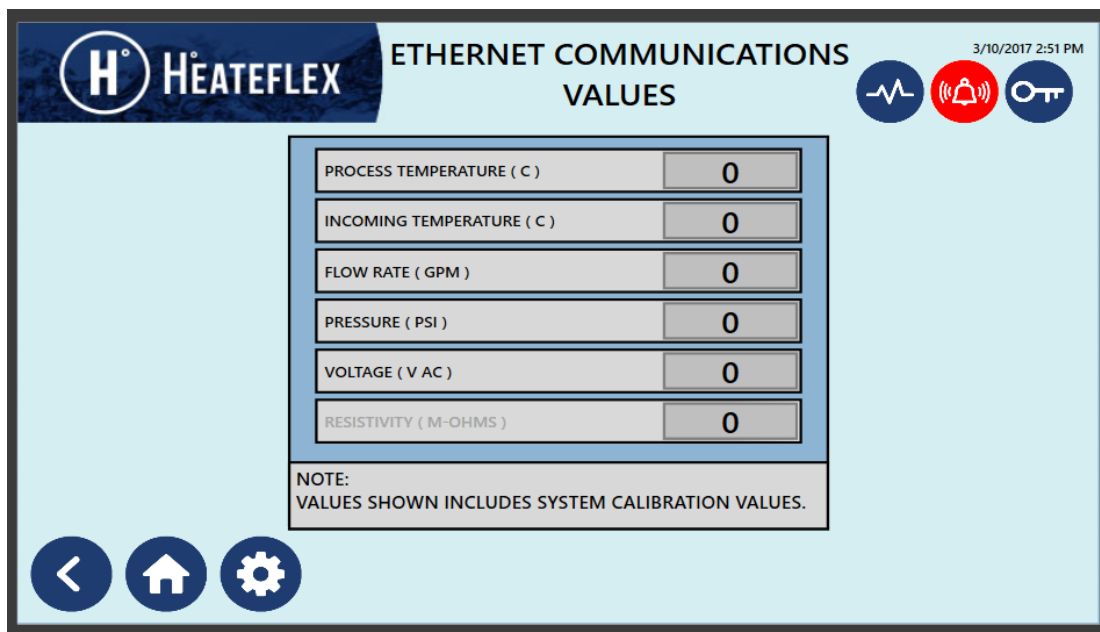 H° HEATEFLEX
ETHERNET COMMUNICATIONS
VALUES
3/10/2017 2:51 PM
PROCESS TEMPERATURE ( C ) 0
INCOMING TEMPERATURE ( C ) 0
FLOW RATE ( GPM ) 0
PRESSURE ( PSI ) 0
VOLTAGE ( V AC ) 0
RESISTIVITY ( M-OHMS ) 0
NOTE:
VALUES SHOWN INCLUDES SYSTEM CALIBRATION VALUES.